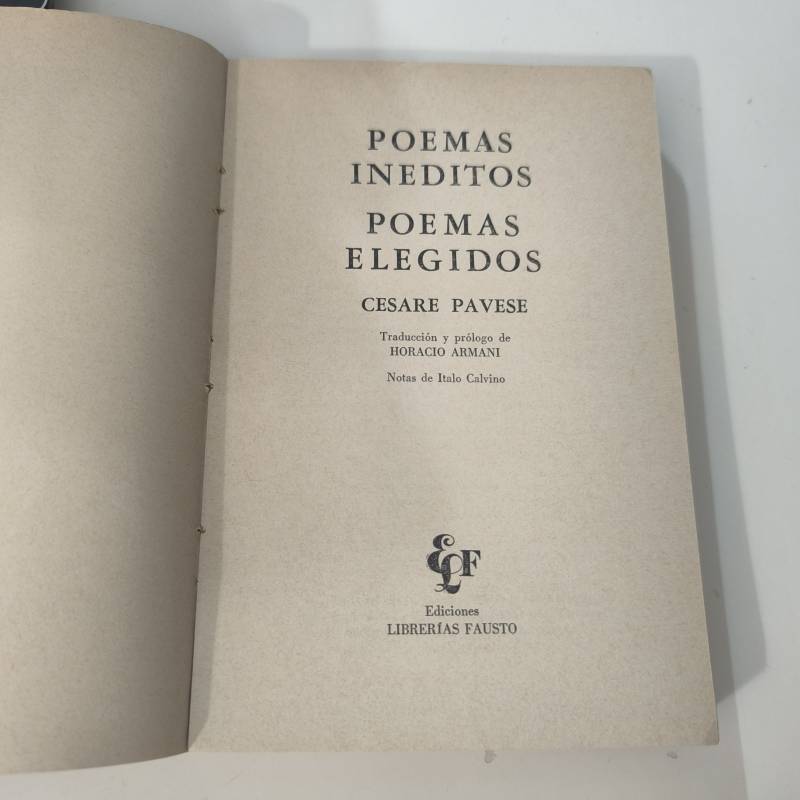 POEMAS
INEDITOS
POEMAS
ELEGIDOS
CESARE PAVESE
Traducción y prólogo de
HORACIO ARMANI
Notas de Italo Calvino
ELF
Ediciones
LIBRERÍAS FAUSTO